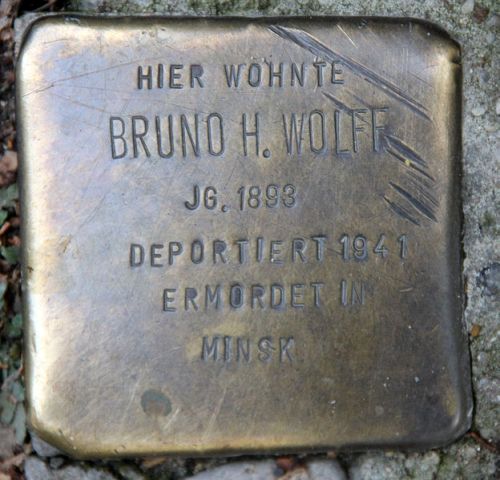 HIER WOHNTE
BRUNO H. WOLFF
JG. 1893
DEPORTIERT 1941
ERMORDET IN
MINSK